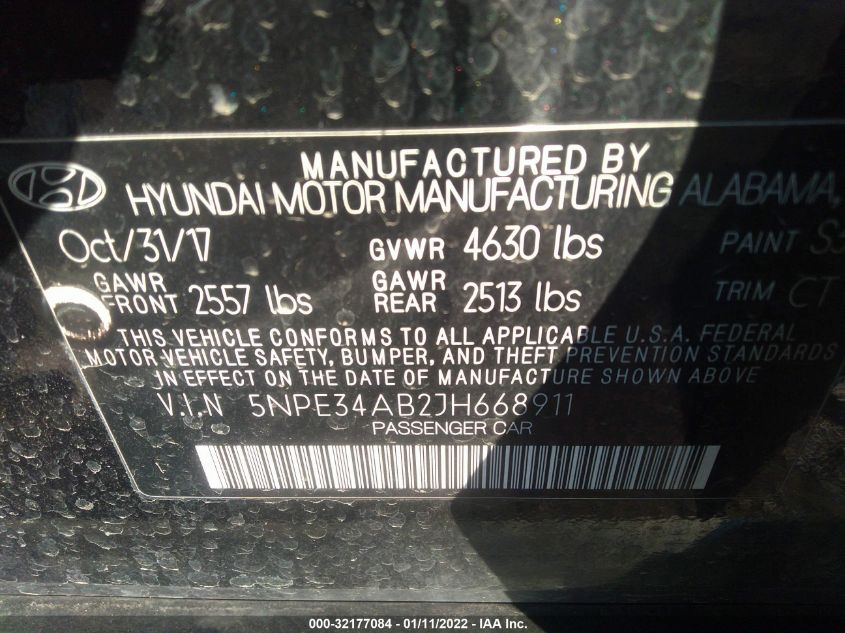 MANUFACTURED BY
HYUNDAI MOTOR MANUFACTURING ALABAMA,
Oct/31/17 GVWR 4630 lbs PAINT
GAWR FRONT 2557 lbs GAWR REAR 2513 lbs TRIM CT
THIS VEHICLE CONFORMS TO ALL APPLICABLE U.S.A. FEDERAL
MOTOR VEHICLE SAFETY, BUMPER, AND THEFT PREVENTION STANDARDS
IN EFFECT ON THE DATE OF MANUFACTURE SHOWN ABOVE
V.I.N 5NPE34AB2JH668911
PASSENGER CAR
000-32177084 - 01/11/2022 - IAA Inc.